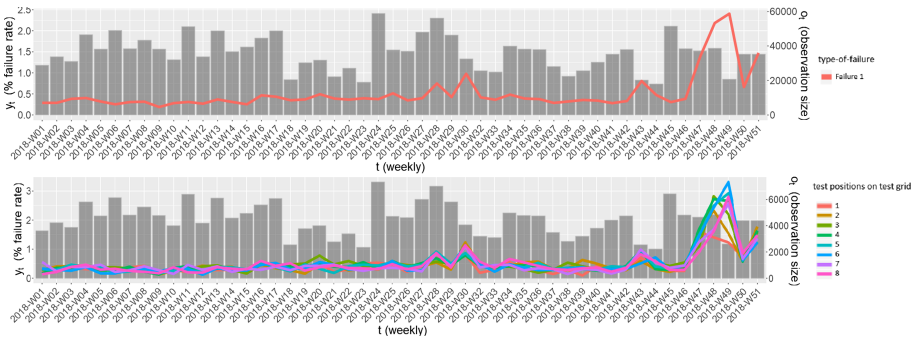 2.5
2.0
1.5
1.0
0.5
0.0
yt (% failure rate)
60000
40000
20000
0
ot (observation size)
2018-W01 2018-W02 2018-W03 2018-W04 2018-W05 2018-W06 2018-W07 2018-W08 2018-W09 2018-W10 2018-W11 2018-W12 2018-W13 2018-W14 2018-W15 2018-W16 2018-W17 2018-W18 2018-W19 2018-W20 2018-W21 2018-W22 2018-W23 2018-W24 2018-W25 2018-W26 2018-W27 2018-W28 2018-W29 2018-W30 2018-W32 2018-W33 2018-W34 2018-W35 2018-W36 2018-W37 2018-W38 2018-W39 2018-W40 2018-W41 2018-W42 2018-W43 2018-W44 2018-W45 2018-W46 2018-W47 2018-W48 2018-W49 2018-W50 2018-W51
t (weekly)
type-of-failure
Failure 1
3
2
1
0
yt (% failure rate)
6000
4000
2000
0
ot (observation size)
2018-W01 2018-W02 2018-W03 2018-W04 2018-W05 2018-W06 2018-W07 2018-W08 2018-W09 2018-W10 2018-W11 2018-W12 2018-W13 2018-W14 2018-W15 2018-W16 2018-W17 2018-W18 2018-W19 2018-W20 2018-W21 2018-W22 2018-W23 2018-W24 2018-W25 2018-W26 2018-W27 2018-W28 2018-W29 2018-W30 2018-W32 2018-W33 2018-W34 2018-W35 2018-W36 2018-W37 2018-W38 2018-W39 2018-W40 2018-W41 2018-W42 2018-W43 2018-W44 2018-W45 2018-W46 2018-W47 2018-W48 2018-W49 2018-W50 2018-W51
t (weekly)
test positions on test grid
1
2
3
4
5
6
7
8